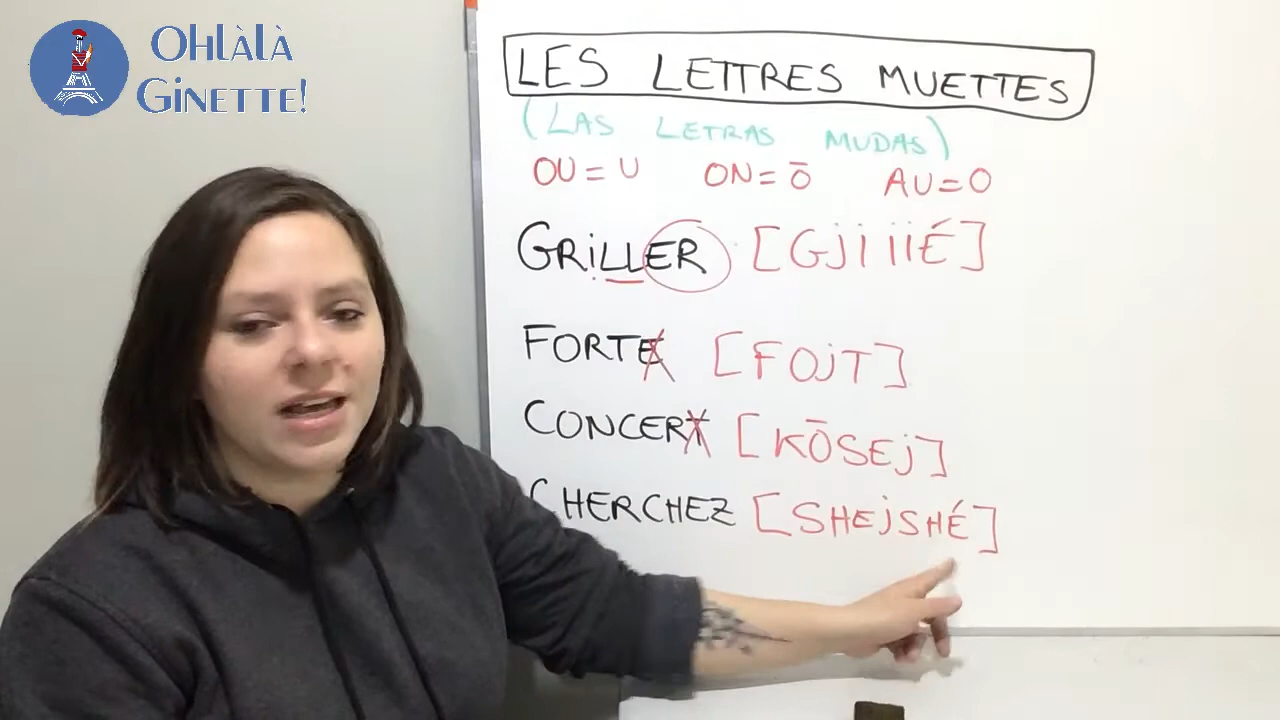 OHLÀLÀ
GINETTE!
LES LETTRES MUETTES
(LAS LETRAS MUDAS)
OU = U ON = Ō AU = O
GRILLER [GJIIIÉ]
FORTE [FOJT]
CONCERT [KŌSEJ]
CHERCHEZ [SHEJSHÉ]